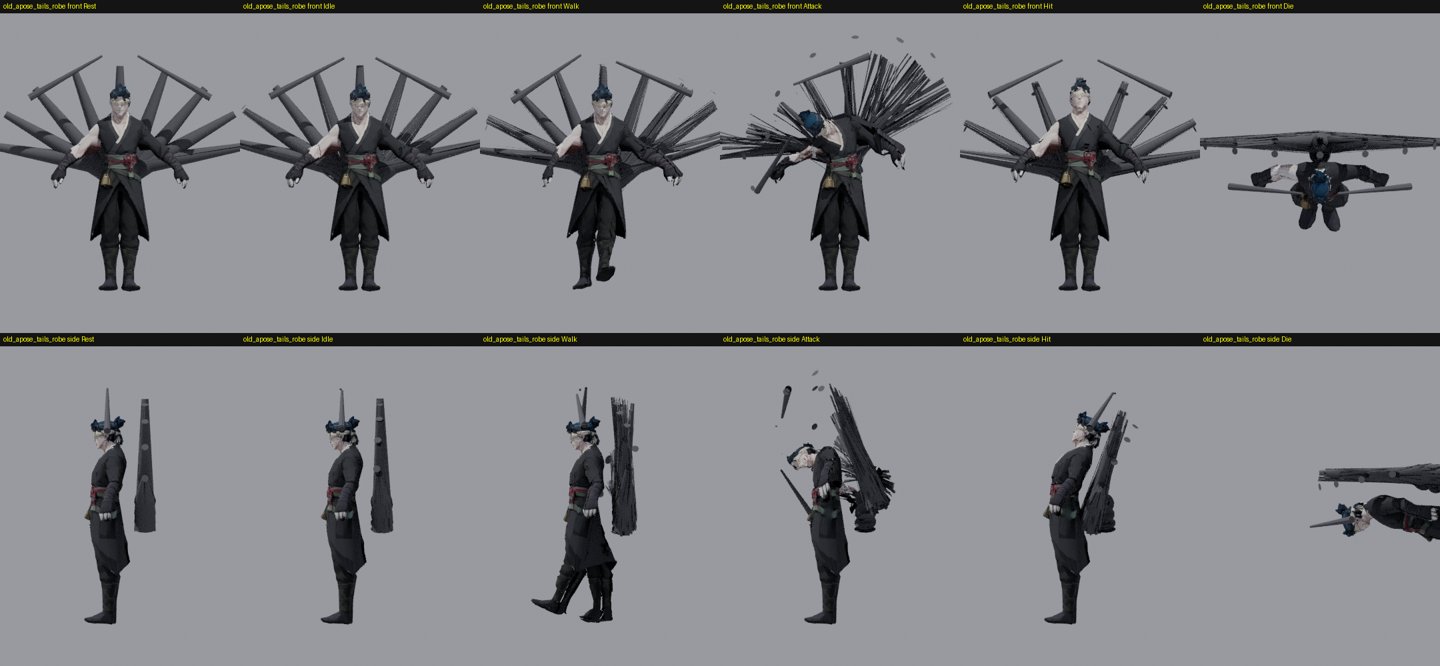 old_apose_tails_robe front Rest
old_apose_tails_robe front Idle
old_apose_tails_robe front Walk
old_apose_tails_robe front Attack
old_apose_tails_robe front Hit
old_apose_tails_robe front Die
old_apose_tails_robe side Rest
old_apose_tails_robe side Idle
old_apose_tails_robe side Walk
old_apose_tails_robe side Attack
old_apose_tails_robe side Hit
old_apose_tails_robe side Die